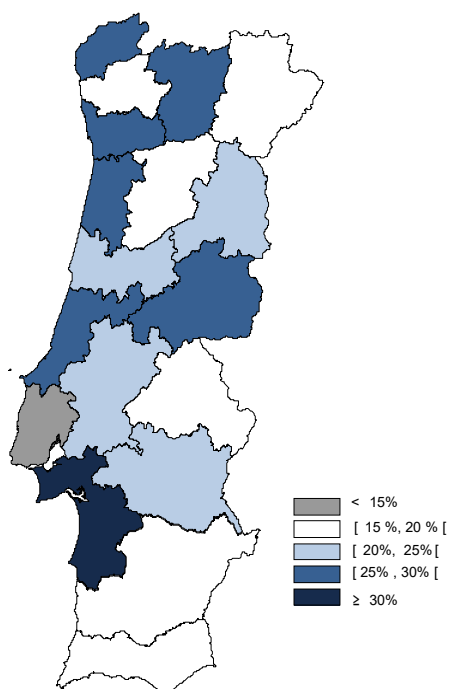 < 15%
[ 15 %, 20 % [
[ 20%, 25% [
[ 25% , 30% [
≥ 30%